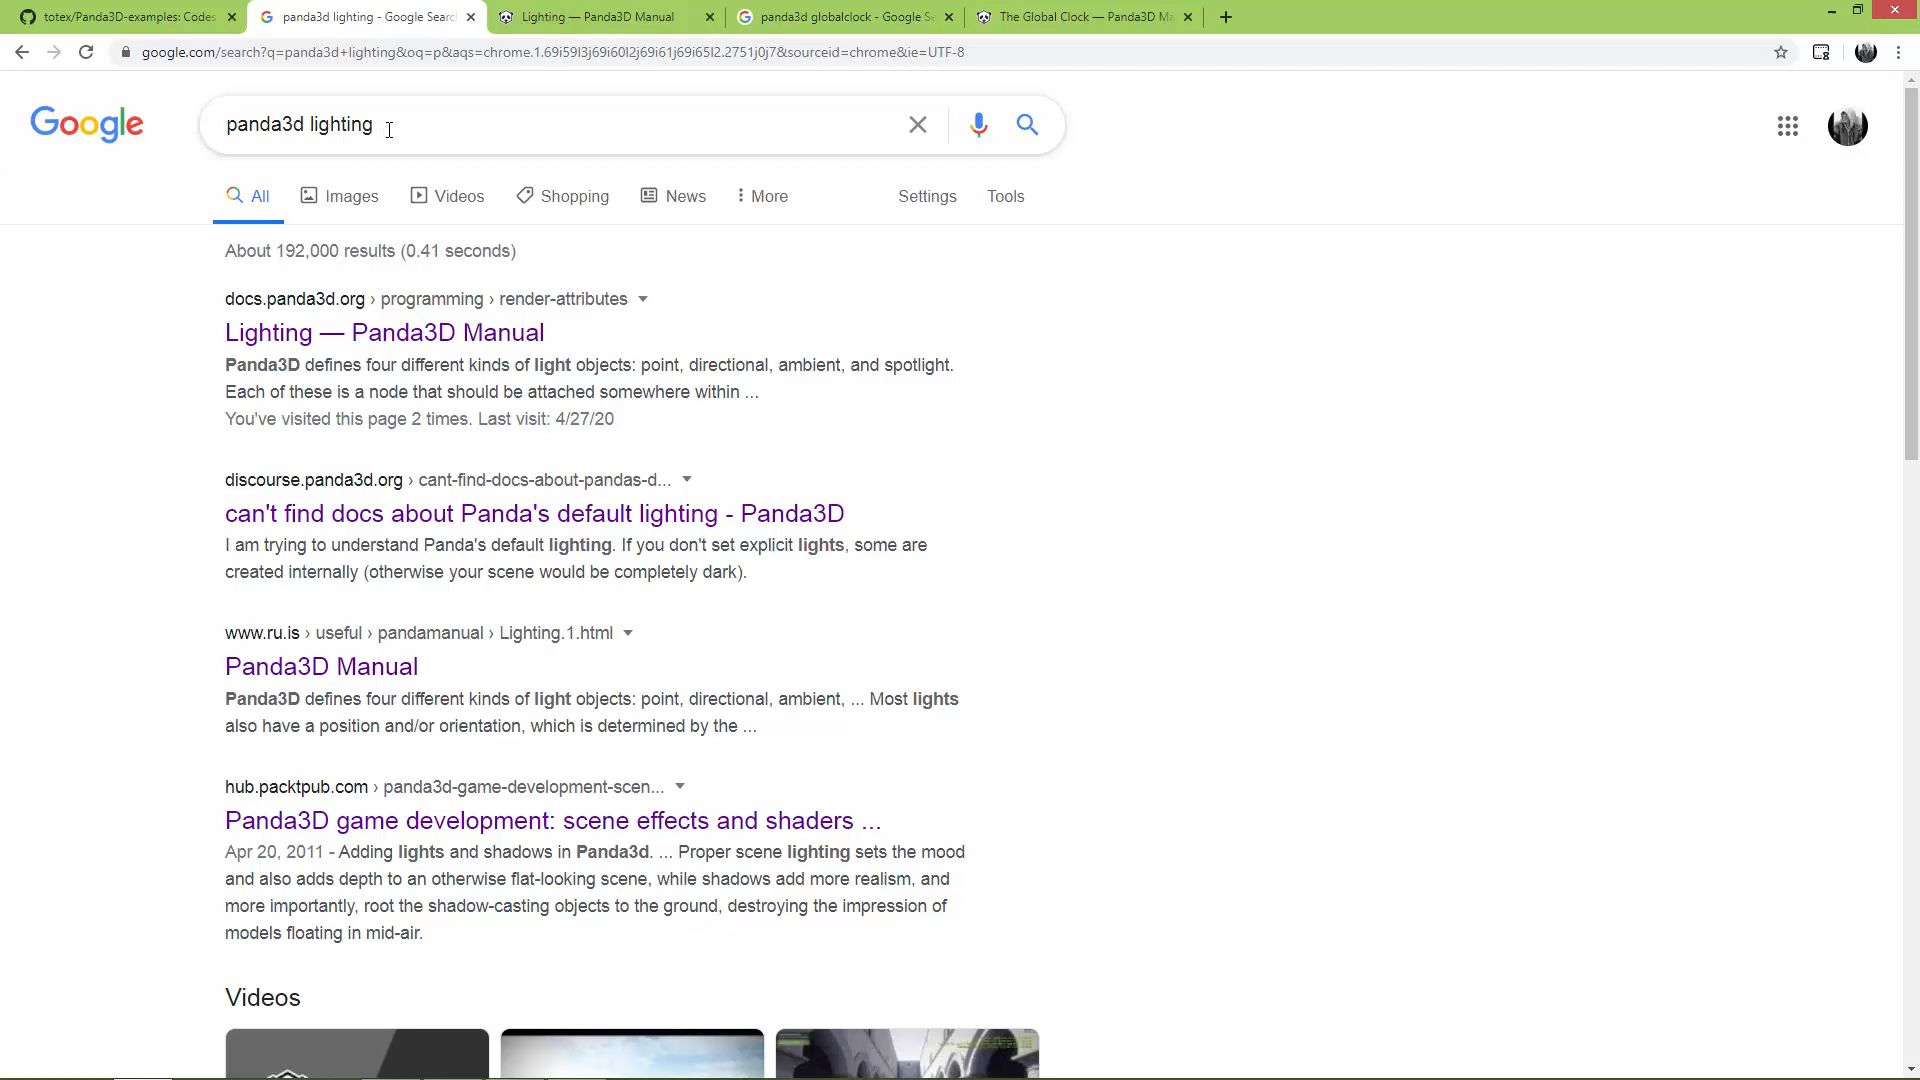 totex/Panda3D-examples: Codes
panda3d lighting - Google Searc
Lighting — Panda3D Manual
panda3d globalclock - Google Se
The Global Clock — Panda3D Ma
google.com/search?q=panda3d+lighting&oq=p&aqs=chrome.1.69i59l3j69i60l2j69i61j69i65l2.2751j0j7&sourceid=chrome&ie=UTF-8
Google
panda3d lighting
All Images Videos Shopping News More Settings Tools
About 192,000 results (0.41 seconds)
docs.panda3d.org › programming › render-attributes
Lighting — Panda3D Manual
Panda3D defines four different kinds of light objects: point, directional, ambient, and spotlight.
Each of these is a node that should be attached somewhere within ...
You've visited this page 2 times. Last visit: 4/27/20
discourse.panda3d.org › cant-find-docs-about-pandas-d...
can't find docs about Panda's default lighting - Panda3D
I am trying to understand Panda's default lighting. If you don't set explicit lights, some are
created internally (otherwise your scene would be completely dark).
www.ru.is › useful › pandamanual › Lighting.1.html
Panda3D Manual
Panda3D defines four different kinds of light objects: point, directional, ambient, ... Most lights
also have a position and/or orientation, which is determined by the ...
hub.packtpub.com › panda3d-game-development-scen...
Panda3D game development: scene effects and shaders ...
Apr 20, 2011 - Adding lights and shadows in Panda3d. ... Proper scene lighting sets the mood
and also adds depth to an otherwise flat-looking scene, while shadows add more realism, and
more importantly, root the shadow-casting objects to the ground, destroying the impression of
models floating in mid-air.
Videos